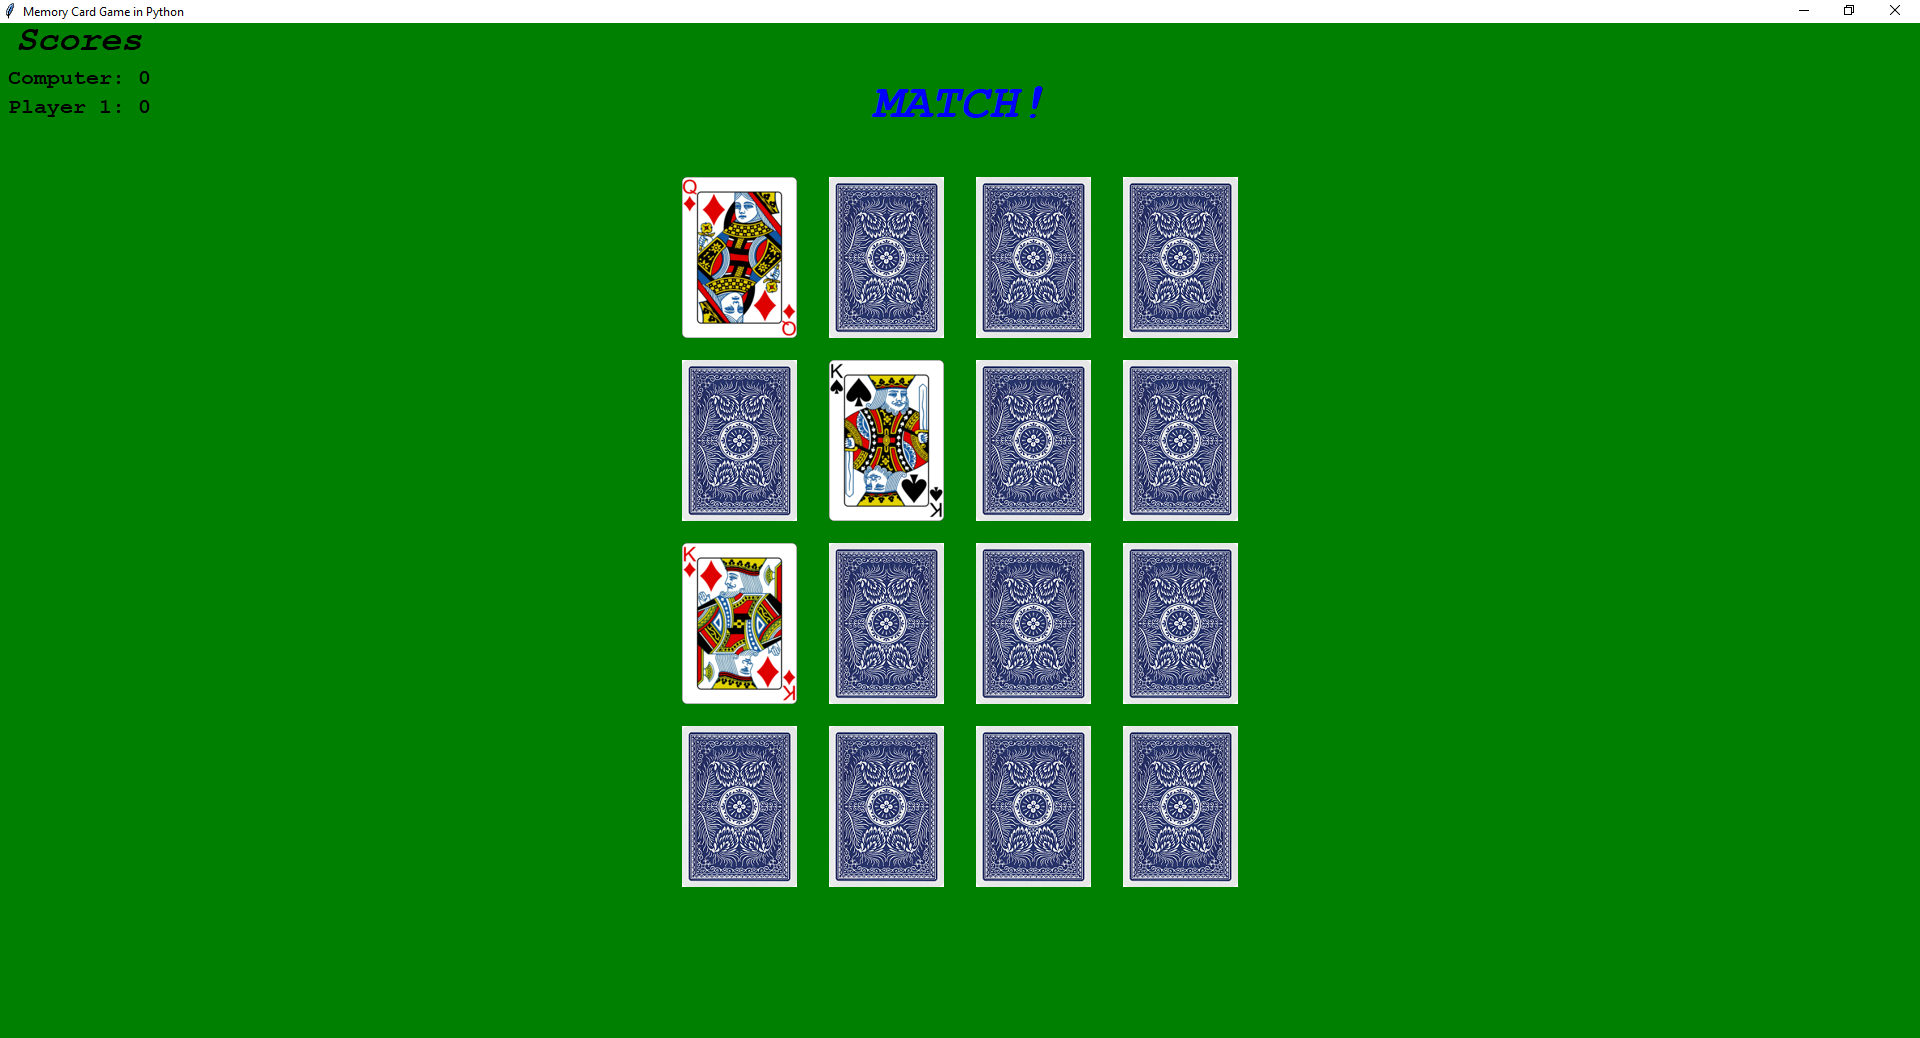 Memory Card Game in Python
Scores
Computer: 0
Player 1: 0
MATCH!
Q
Q
K
K
K
K